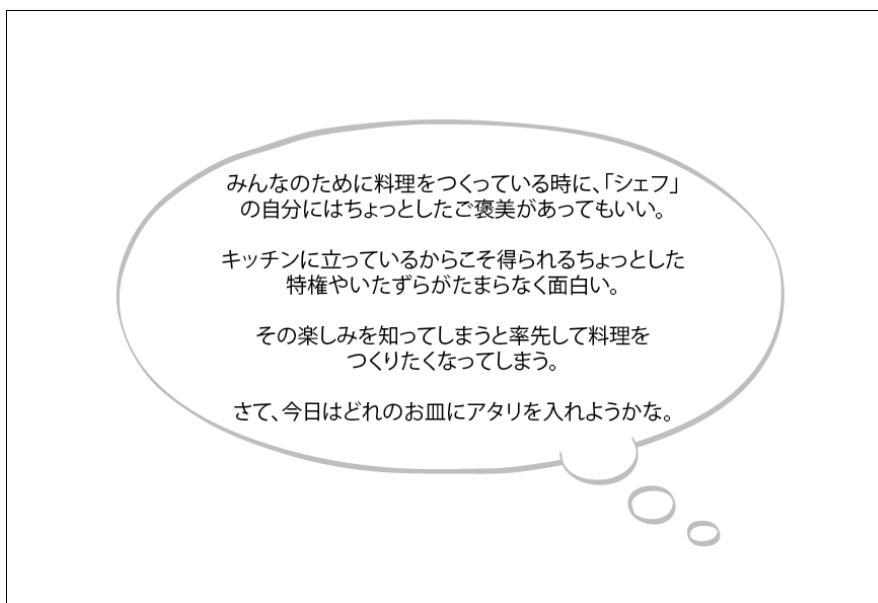 みんなのために料理をつくっている時に、「シェフ」
の自分にはちょっとしたご褒美があってもいい。
キッチンに立っているからこそ得られるちょっとした
特権やいたずらがたまらなく面白い。
その楽しみを知ってしまうと率先して料理を
つくりたくなってしまう。
さて、今日はどれのお皿にアタリを入れようかな。